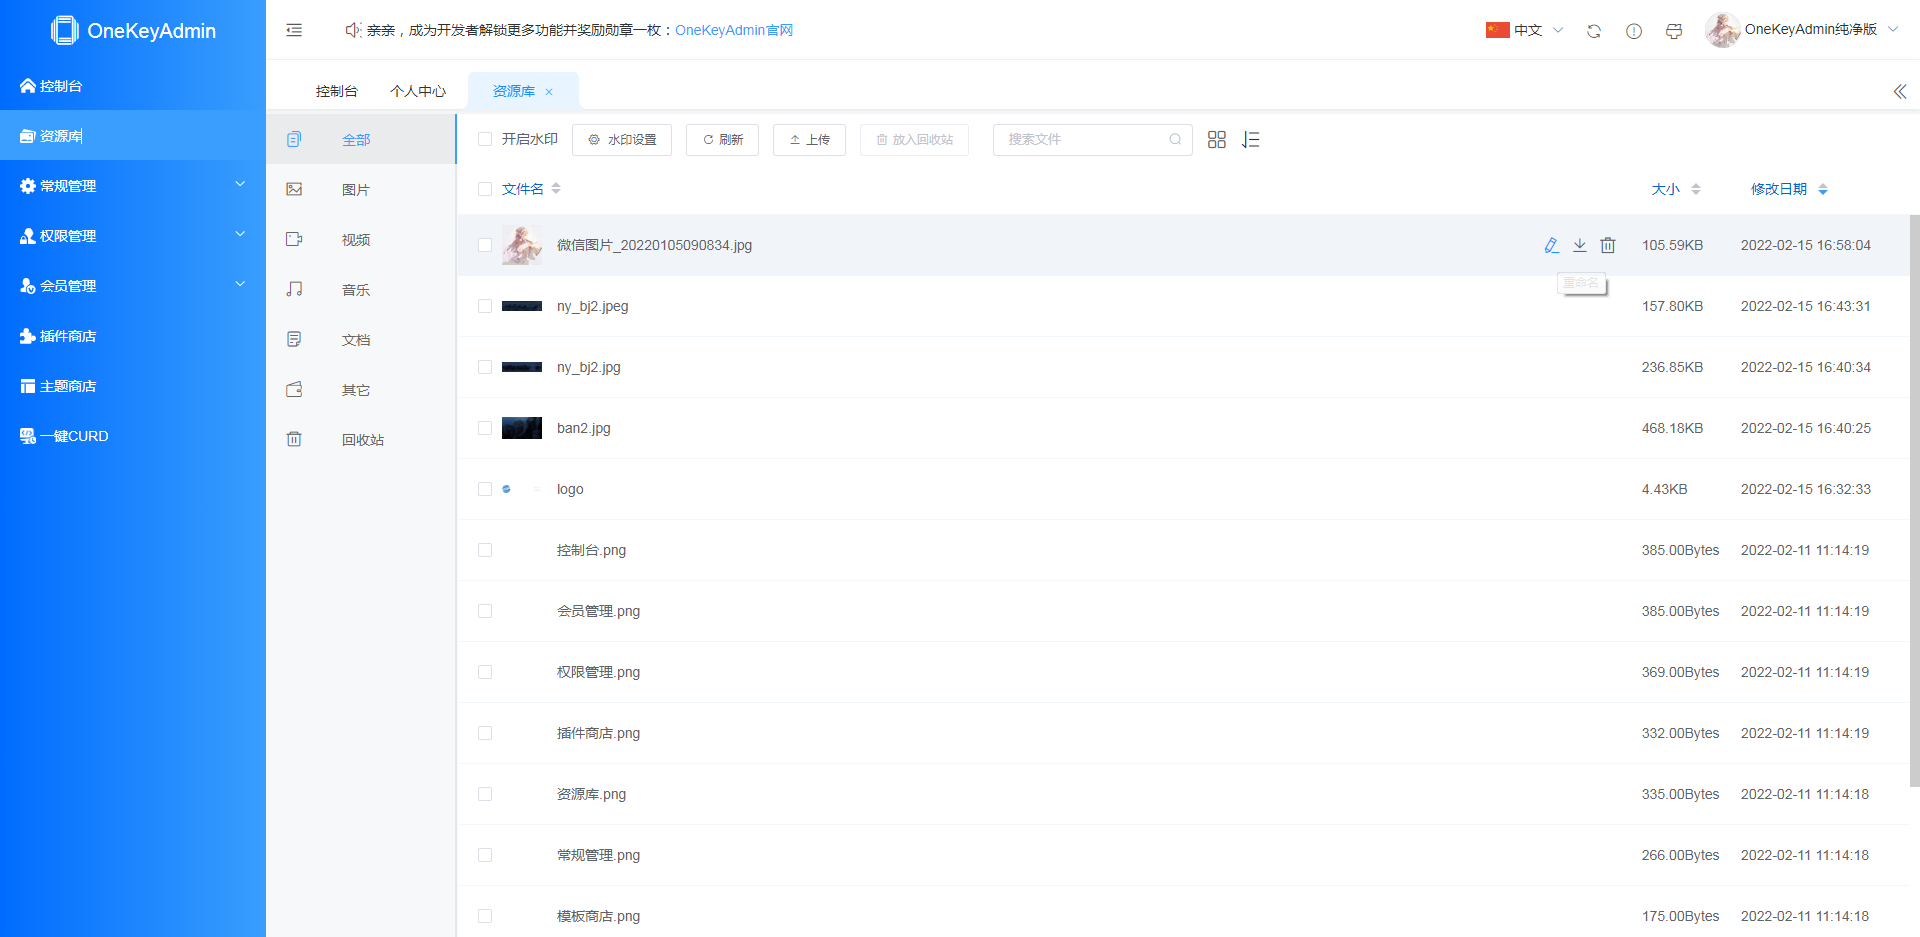 OneKeyAdmin
亲亲，成为开发者解锁更多功能并奖励勋章一枚：OneKeyAdmin官网
中文
OneKeyAdmin纯净版
控制台
资源库
常规管理
权限管理
会员管理
插件商店
主题商店
一键CURD
控制台 个人中心 资源库
全部
图片
视频
音乐
文档
其它
回收站
开启水印 水印设置 刷新 上传 放入回收站 搜索文件
文件名 大小 修改日期
微信图片_20220105090834.jpg 105.59KB 2022-02-15 16:58:04
重命名
ny_bj2.jpeg 157.80KB 2022-02-15 16:43:31
ny_bj2.jpg 236.85KB 2022-02-15 16:40:34
ban2.jpg 468.18KB 2022-02-15 16:40:25
logo 4.43KB 2022-02-15 16:32:33
控制台.png 385.00Bytes 2022-02-11 11:14:19
会员管理.png 385.00Bytes 2022-02-11 11:14:19
权限管理.png 369.00Bytes 2022-02-11 11:14:19
插件商店.png 332.00Bytes 2022-02-11 11:14:19
资源库.png 335.00Bytes 2022-02-11 11:14:18
常规管理.png 266.00Bytes 2022-02-11 11:14:18
模板商店.png 175.00Bytes 2022-02-11 11:14:18